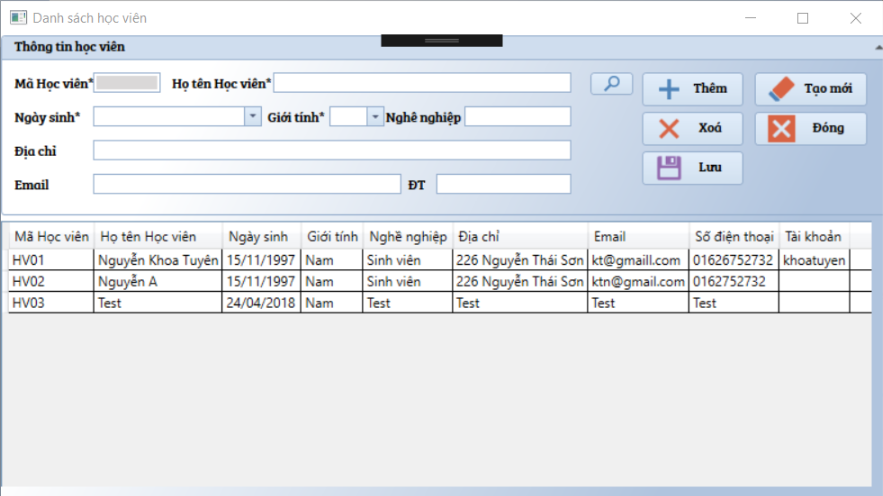 Danh sách học viên
Thông tin học viên
Mã Học viên* Họ tên Học viên* Thêm Tạo mới
Ngày sinh* Giới tính* Nghề nghiệp Xoá Đóng
Địa chỉ
Email ĐT Lưu
Mã Học viên Họ tên Học viên Ngày sinh Giới tính Nghề nghiệp Địa chỉ Email Số điện thoại Tài khoản
HV01 Nguyễn Khoa Tuyên 15/11/1997 Nam Sinh viên 226 Nguyễn Thái Sơn kt@gmaill.com 01626752732 khoatuyen
HV02 Nguyễn A 15/11/1997 Nam Sinh viên 226 Nguyễn Thái Sơn ktn@gmail.com 0162752732
HV03 Test 24/04/2018 Nam Test Test Test Test